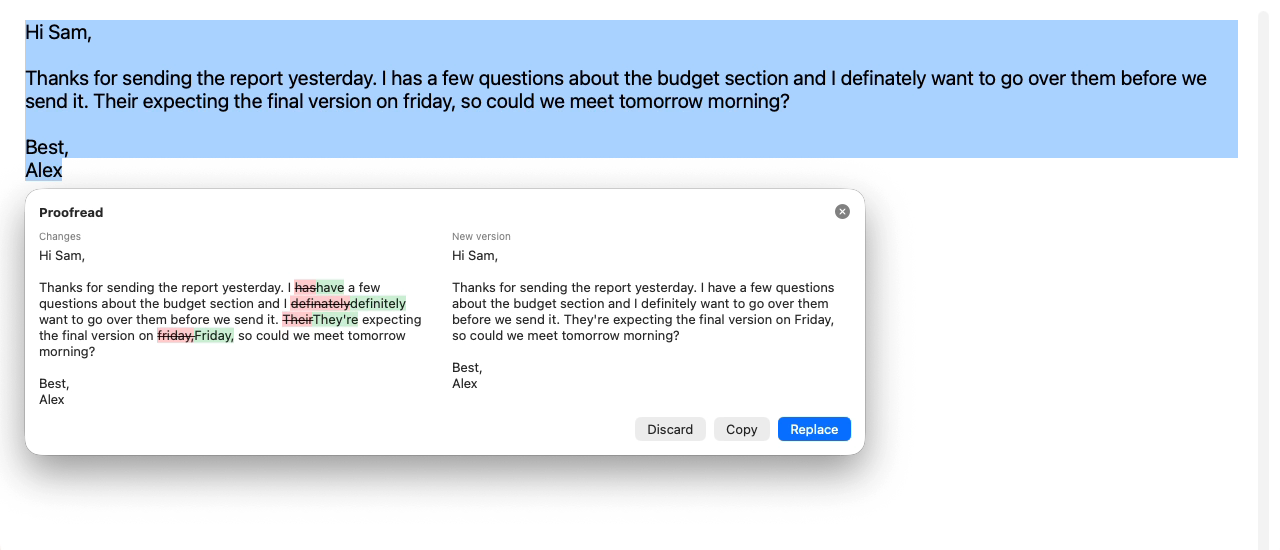 Hi Sam,
Thanks for sending the report yesterday. I has a few questions about the budget section and I definately want to go over them before we
send it. Their expecting the final version on friday, so could we meet tomorrow morning?
Best,
Alex
Proofread
Changes
Hi Sam,
Thanks for sending the report yesterday. I hashave a few
questions about the budget section and I definatelydefinitely
want to go over them before we send it. TheirThey're expecting
the final version on friday,Friday, so could we meet tomorrow
morning?
Best,
Alex
New version
Hi Sam,
Thanks for sending the report yesterday. I have a few questions
about the budget section and I definitely want to go over them
before we send it. They're expecting the final version on Friday,
so could we meet tomorrow morning?
Best,
Alex
Discard Copy Replace